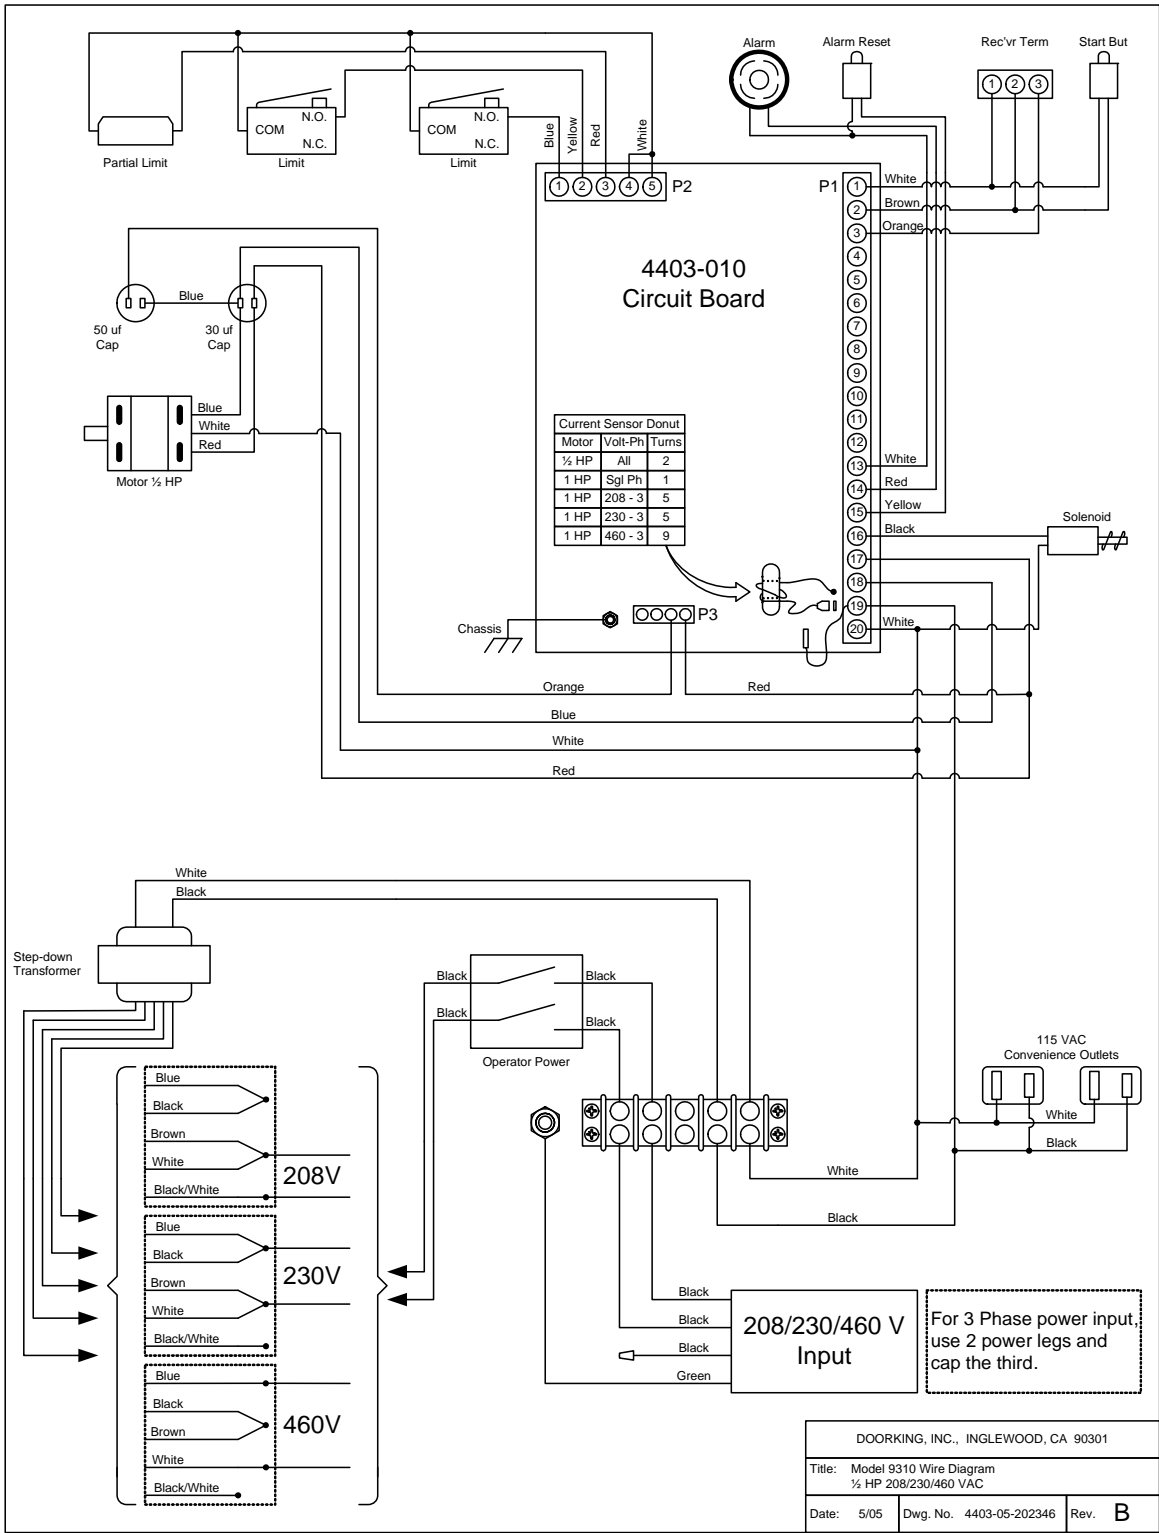 Alarm
Alarm Reset
Rec'vr Term
Start But
1 2 3
N.O.
COM
N.C.
Limit
N.O.
COM
N.C.
Limit
Partial Limit
Blue
Yellow
Red
White
1 2 3 4 5 P2
P1
1 White
2 Brown
3 Orange
4
5
6
7
8
9
10
11
12
13 White
14 Red
15 Yellow
16 Black
17
18
19
20 White
Solenoid
4403-010
Circuit Board
Blue
50 uf
Cap
30 uf
Cap
Blue
White
Red
Motor ½ HP
Current Sensor Donut
Motor Volt-Ph Turns
½ HP All 2
1 HP Sgl Ph 1
1 HP 208 - 3 5
1 HP 230 - 3 5
1 HP 460 - 3 9
P3
Chassis
Orange
Red
Blue
White
Red
White
Black
Step-down
Transformer
Black
Black
Black
Black
Operator Power
115 VAC
Convenience Outlets
White
Black
White
Black
Blue
Black
Brown
White
Black/White
208V
Blue
Black
Brown
White
Black/White
230V
Blue
Black
Brown
White
Black/White
460V
Black
Black
Black
Green
208/230/460 V
Input
For 3 Phase power input,
use 2 power legs and
cap the third.
DOORKING, INC., INGLEWOOD, CA 90301
Title: Model 9310 Wire Diagram
½ HP 208/230/460 VAC
Date: 5/05 Dwg. No. 4403-05-202346 Rev. B